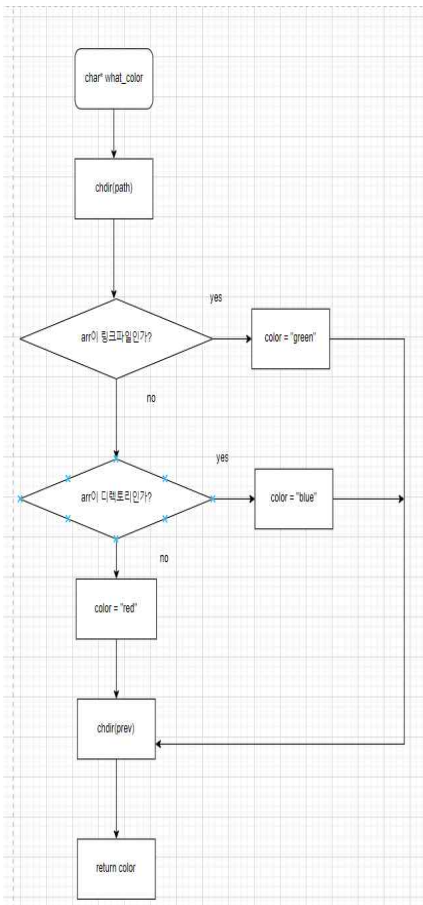 char* what_color
chdir(path)
arr이 링크파일인가?
yes
color = "green"
no
arr이 디렉토리인가?
yes
color = "blue"
no
color = "red"
chdir(prev)
return color